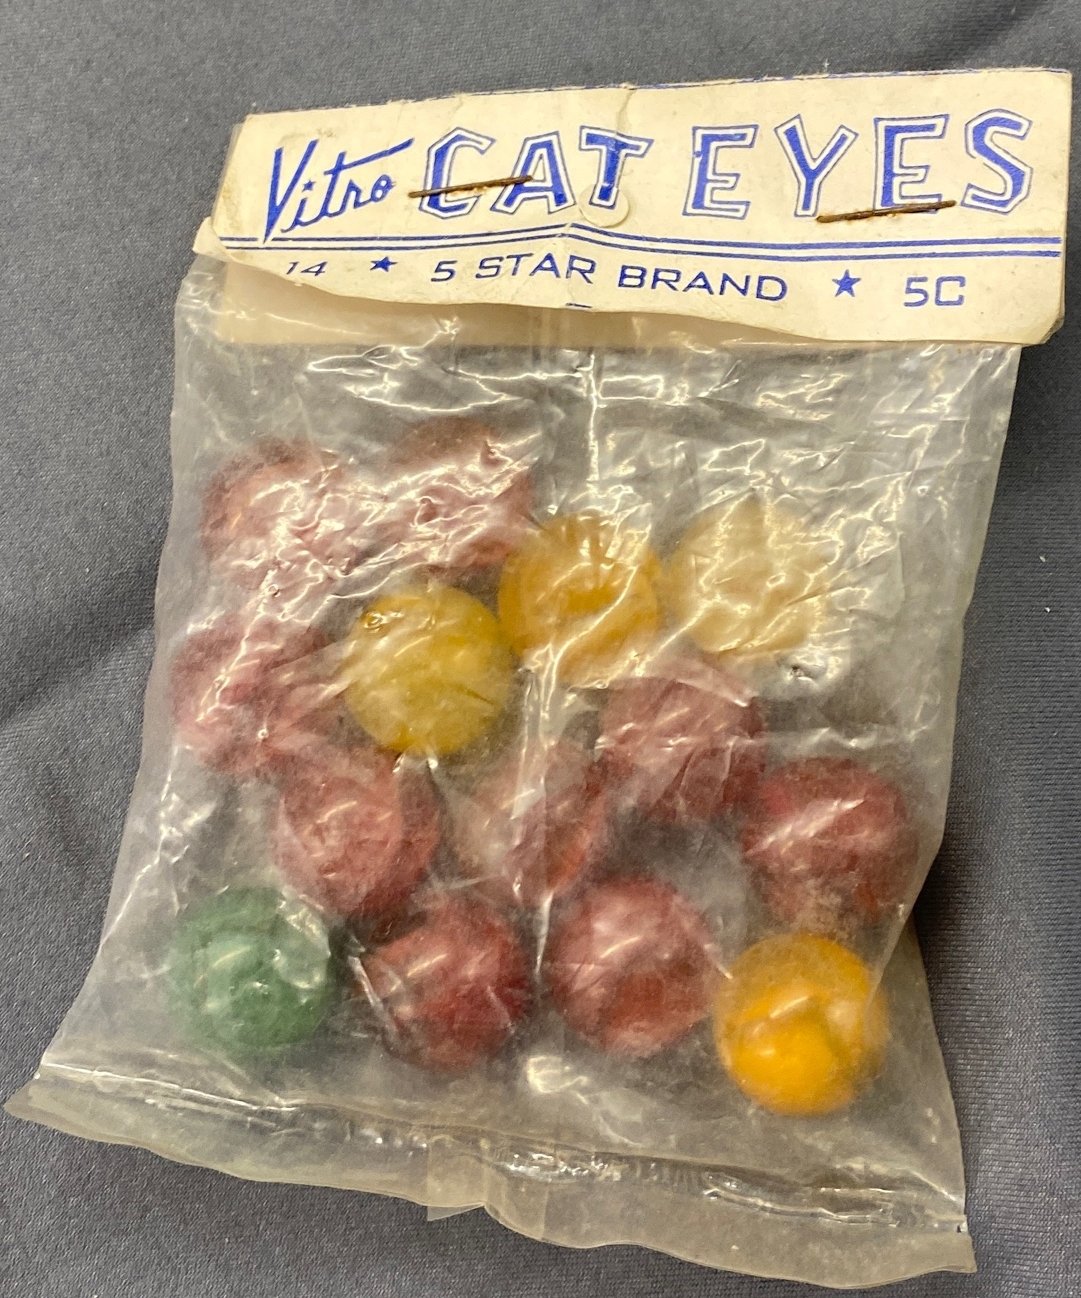 Vitro CAT EYES
14 ★ 5 STAR BRAND ★ 5C